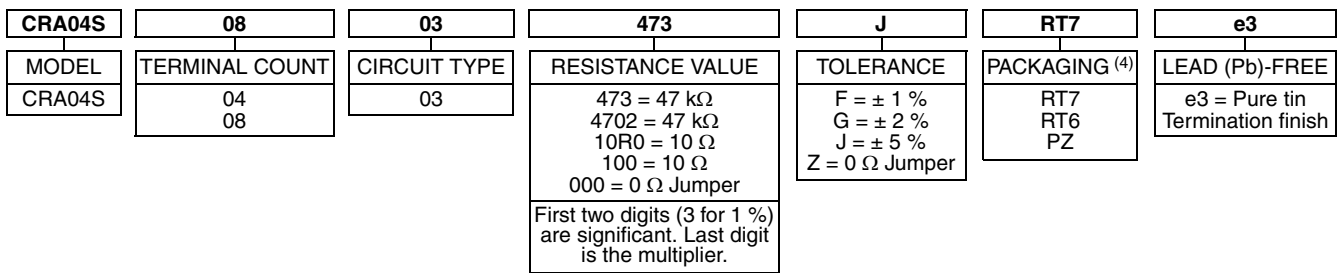 CRA04S 08 03 473 J RT7 e3
MODEL TERMINAL COUNT CIRCUIT TYPE RESISTANCE VALUE TOLERANCE PACKAGING (4) LEAD (Pb)-FREE
CRA04S
04
08
03
473 = 47 kΩ
4702 = 47 kΩ
10R0 = 10 Ω
100 = 10 Ω
000 = 0 Ω Jumper
First two digits (3 for 1 %)
are significant. Last digit
is the multiplier.
F = ± 1 %
G = ± 2 %
J = ± 5 %
Z = 0 Ω Jumper
RT7
RT6
PZ
e3 = Pure tin
Termination finish